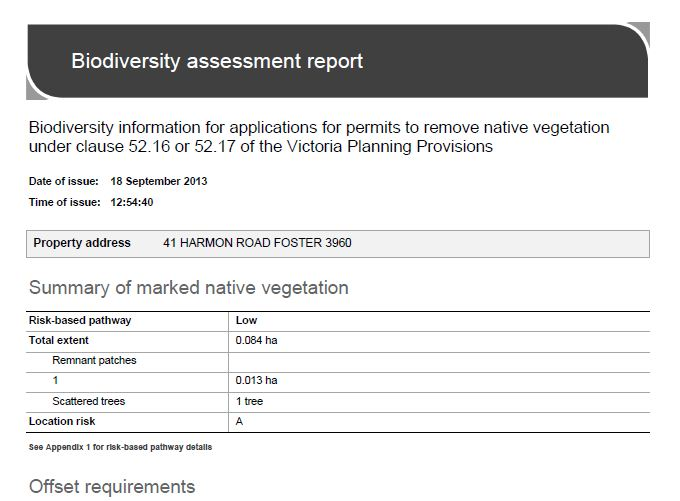 Biodiversity assessment report
Biodiversity information for applications for permits to remove native vegetation
under clause 52.16 or 52.17 of the Victoria Planning Provisions
Date of issue: 18 September 2013
Time of issue: 12:54:40
Property address 41 HARMON ROAD FOSTER 3960
Summary of marked native vegetation
Risk-based pathway Low
Total extent 0.084 ha
Remnant patches
1 0.013 ha
Scattered trees 1 tree
Location risk A
See Appendix 1 for risk-based pathway details
Offset requirements